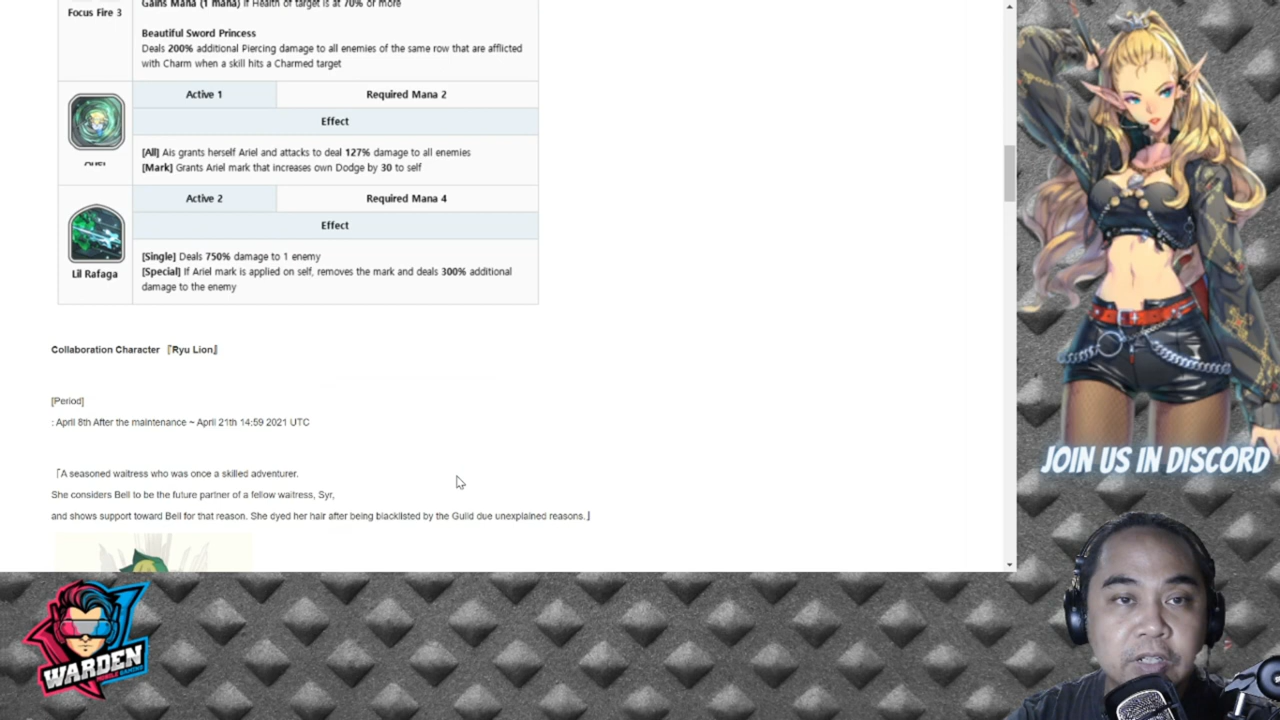 Gains Mana (1 mana) if Health of target is at 70% or more
Focus Fire 3
Beautiful Sword Princess
Deals 200% additional Piercing damage to all enemies of the same row that are afflicted
with Charm when a skill hits a Charmed target
Active 1
Required Mana 2
Effect
[All] Ais grants herself Ariel and attacks to deal 127% damage to all enemies
[Mark] Grants Ariel mark that increases own Dodge by 30 to self
Active 2
Required Mana 4
Effect
[Single] Deals 750% damage to 1 enemy
[Special] If Ariel mark is applied on self, removes the mark and deals 300% additional
damage to the enemy
Lil Rafaga
Collaboration Character 『Ryu Lion』
[Period]
: April 8th After the maintenance ~ April 21th 14:59 2021 UTC
「A seasoned waitress who was once a skilled adventurer.
She considers Bell to be the future partner of a fellow waitress, Syr,
and shows support toward Bell for that reason. She dyed her hair after being blacklisted by the Guild due unexplained reasons.』
JOIN US IN DISCORD
WARDEN
MOBILE GAMING